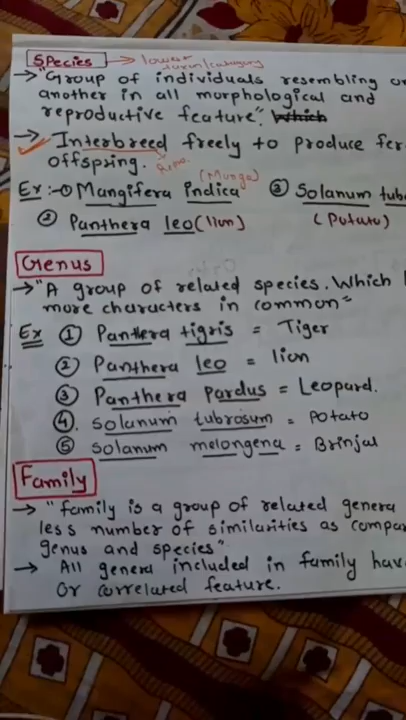 Species → lowest taxon/category
→ "Group of individuals resembling
another in all morphological and
reproductive feature". Which
→ Interbreed freely to produce
offspring.
Ex:- ① Mangifera indica (Mango) ③ Solanum
② Panthera leo (lion) (Potato)
Genus
→ "A group of related species. Which
more characters in common"
Ex ① Panthera tigris = Tiger
② Panthera leo = lion
③ Panthera pardus = Leopard.
④. Solanum tubrosum = Potato
⑤ Solanum melongena = Brinjal
Family
→ "family is a group of related genera
less number of similarities as
genus and species".
→ All genera included in family
or correlated feature.